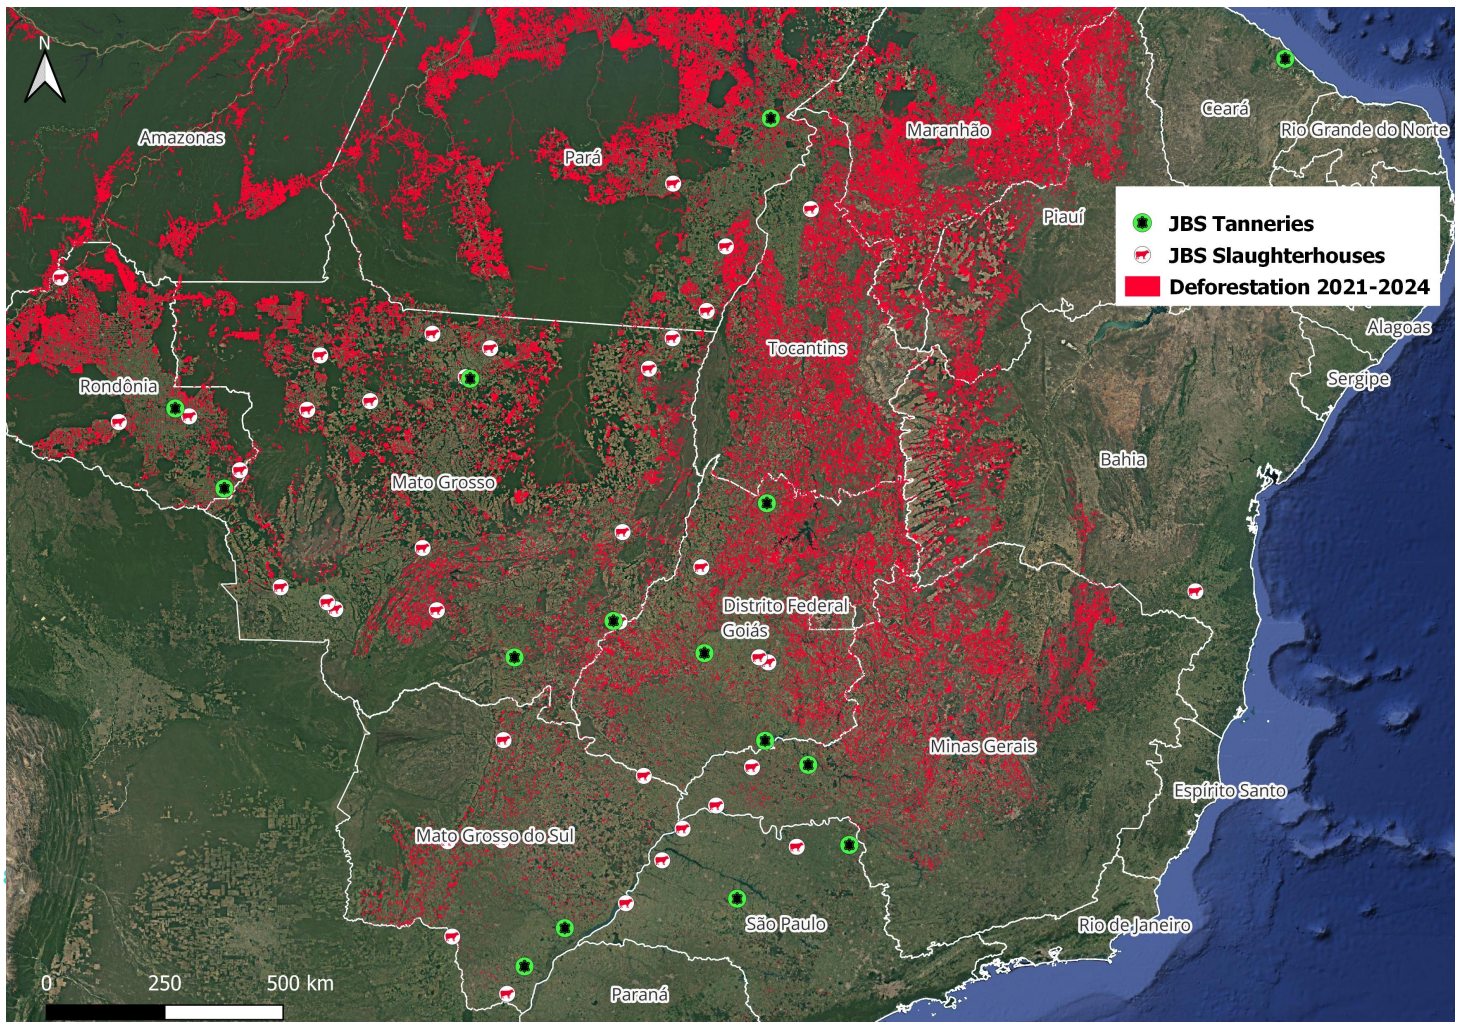 N
Amazonas
Pará
Maranhão
Ceará
Rio Grande do Norte
Piauí
JBS Tanneries
JBS Slaughterhouses
Deforestation 2021-2024
Alagoas
Tocantins
Sergipe
Rondônia
Bahia
Mato Grosso
Distrito Federal
Goiás
Minas Gerais
Espírito Santo
Mato Grosso do Sul
São Paulo
Rio de Janeiro
Paraná
0 250 500 km